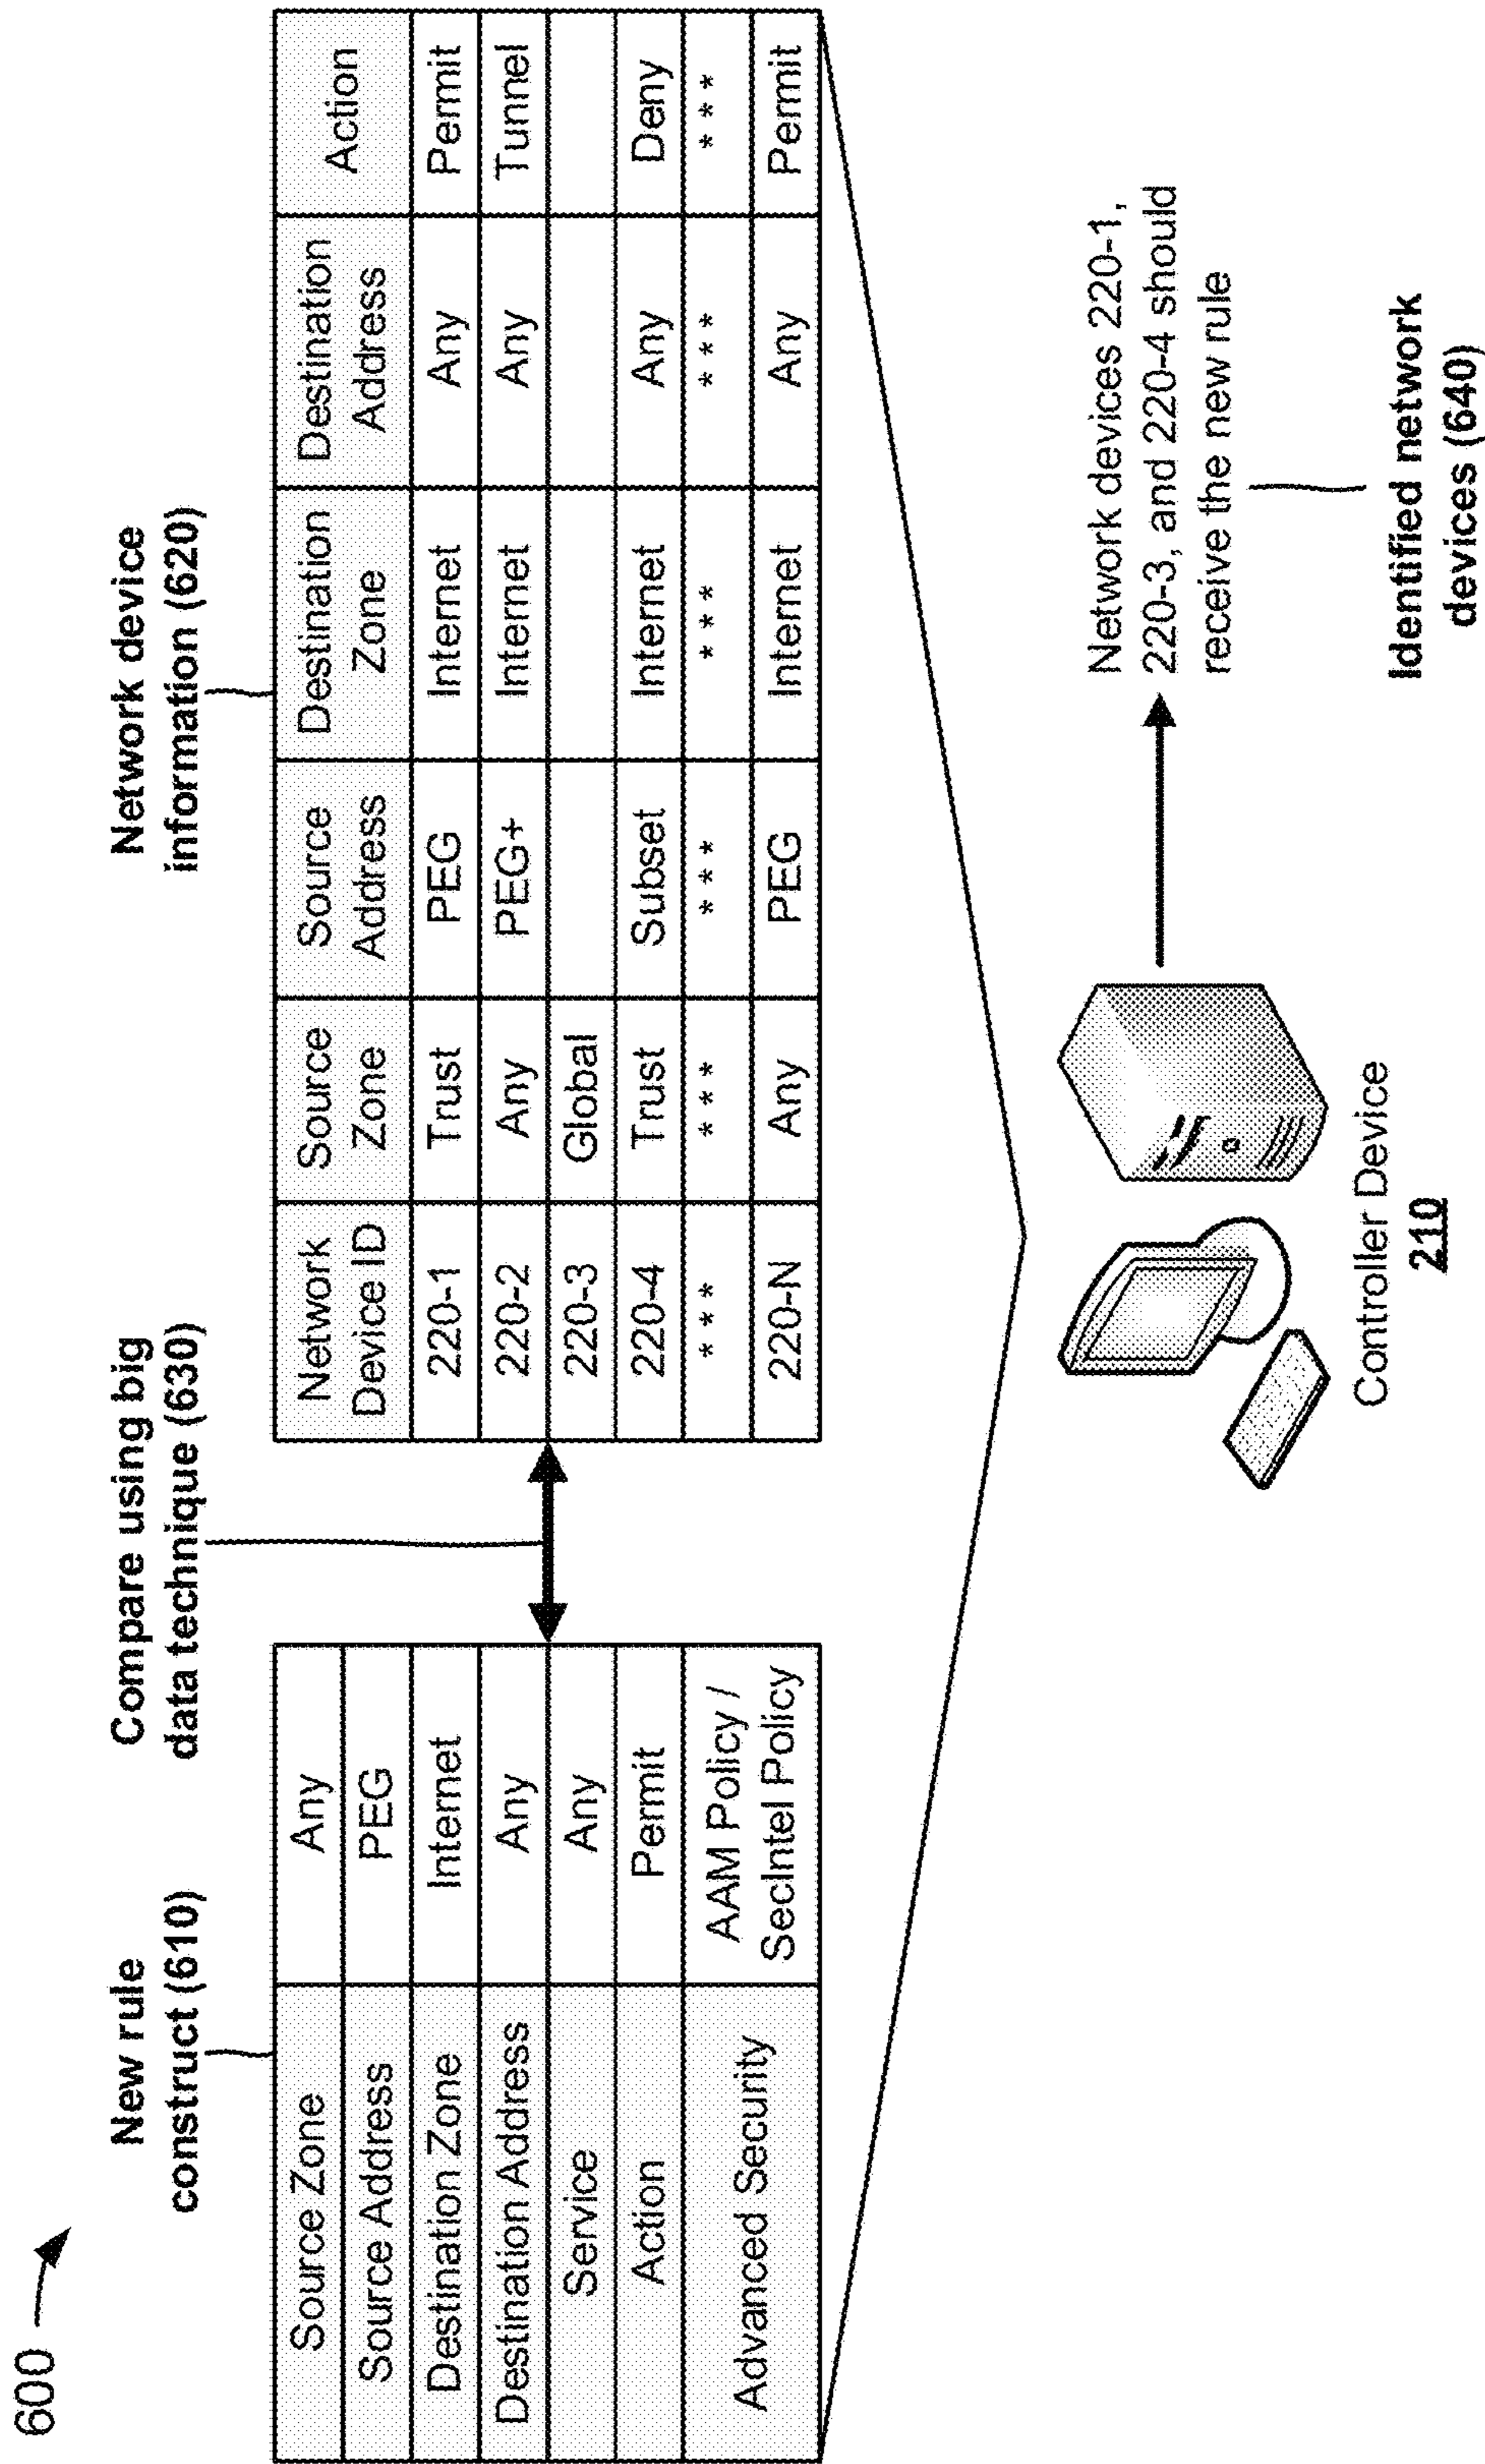 600
New rule
construct (610)
Compare using big
data technique (630)
Network device
information (620)
Source Zone Any
Source Address PEG
Destination Zone Internet
Destination Address Any
Service Any
Action Permit
Advanced Security AAM Policy /
SecIntel Policy
Network Source Source Destination Destination Action
Device ID Zone Address Zone Address
220-1 Trust PEG Internet Any Permit
220-2 Any PEG+ Internet Any Tunnel
220-3 Global
220-4 Trust Subset Internet Any Deny
*** *** *** *** *** ***
220-N Any PEG Internet Any Permit
Controller Device
210
Network devices 220-1,
220-3, and 220-4 should
receive the new rule
Identified network
devices (640)